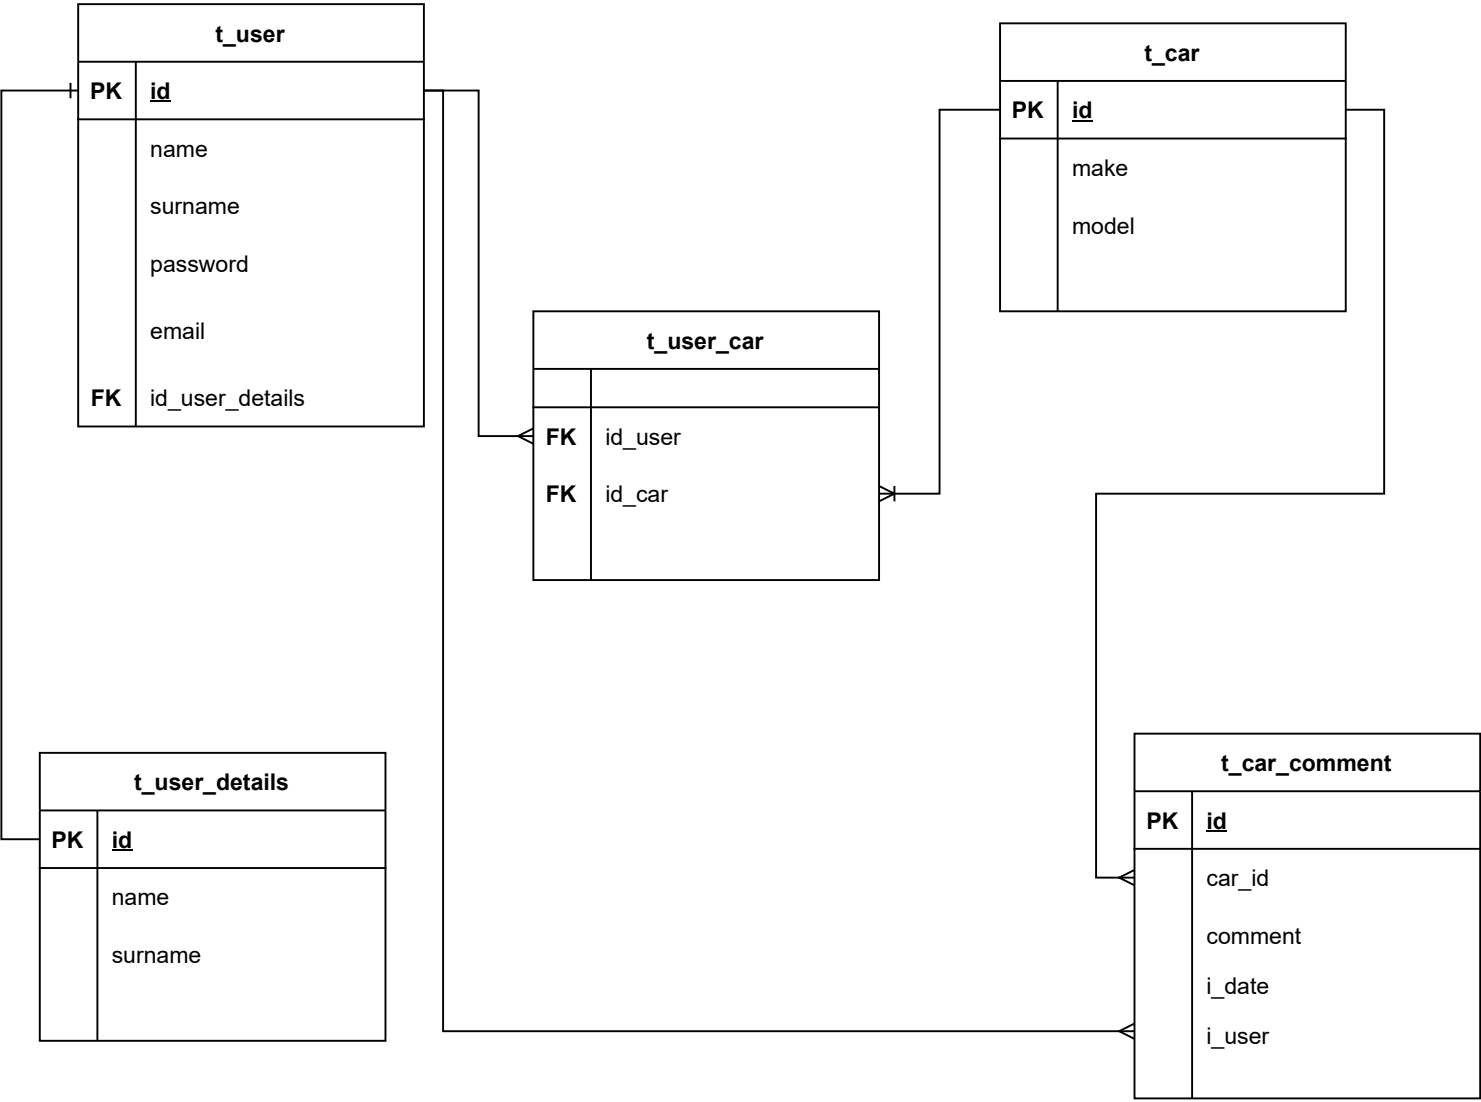 t_user
PK id
name
surname
password
email
FK id_user_details
t_car
PK id
make
model
t_user_car
FK id_user
FK id_car
t_user_details
PK id
name
surname
t_car_comment
PK id
car_id
comment
i_date
i_user